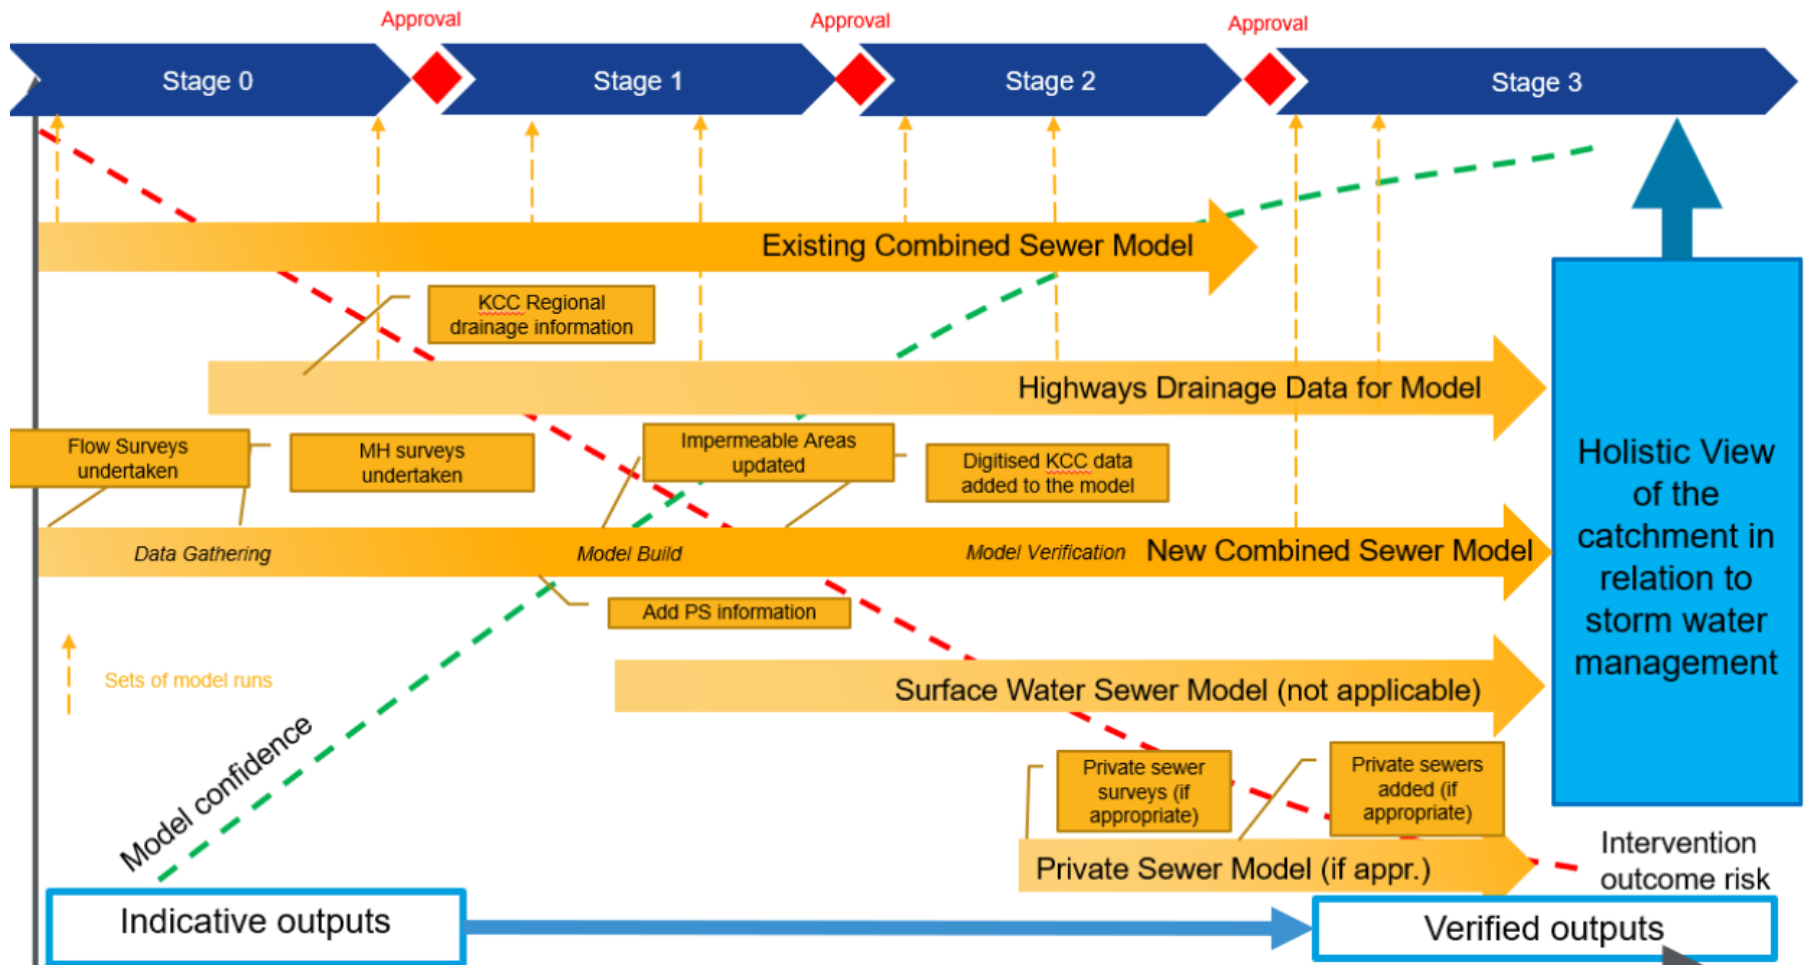 Approval
Approval
Approval
Stage 0
Stage 1
Stage 2
Stage 3
Existing Combined Sewer Model
KCC Regional
drainage information
Highways Drainage Data for Model
Flow Surveys
undertaken
MH surveys
undertaken
Impermeable Areas
updated
Digitised KCC data
added to the model
Data Gathering
Model Build
Model Verification
New Combined Sewer Model
Add PS information
Sets of model runs
Surface Water Sewer Model (not applicable)
Model confidence
Private sewer
surveys (if
appropriate)
Private sewers
added (if
appropriate)
Private Sewer Model (if appr.)
Holistic View
of the
catchment in
relation to
storm water
management
Intervention
outcome risk
Indicative outputs
Verified outputs